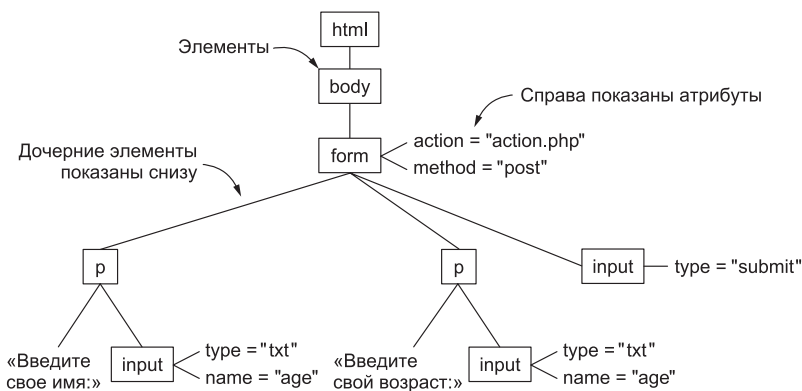 html
Элементы
body
Справа показаны атрибуты
form
action = "action.php"
method = "post"
Дочерние элементы
показаны снизу
p
p
input
type = "submit"
«Введите
свое имя:»
input
type = "txt"
name = "age"
«Введите
свой возраст:»
input
type = "txt"
name = "age"